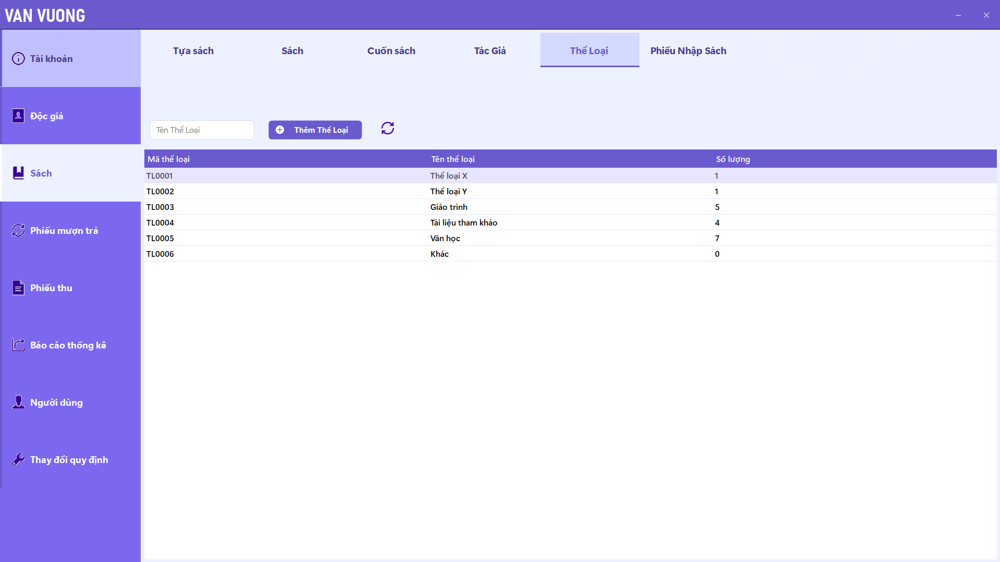 VAN VUONG
Tài khoản
Độc giả
Sách
Phiếu mượn trả
Phiếu thu
Báo cáo thống kê
Người dùng
Thay đổi quy định
Tựa sách Sách Cuốn sách Tác Giả Thể Loại Phiếu Nhập Sách
Tên Thể Loại Thêm Thể Loại
Mã thể loại Tên thể loại Số lượng
TL0001 Thể loại X 1
TL0002 Thể loại Y 1
TL0003 Giáo trình 5
TL0004 Tài liệu tham khảo 4
TL0005 Văn học 7
TL0006 Khác 0